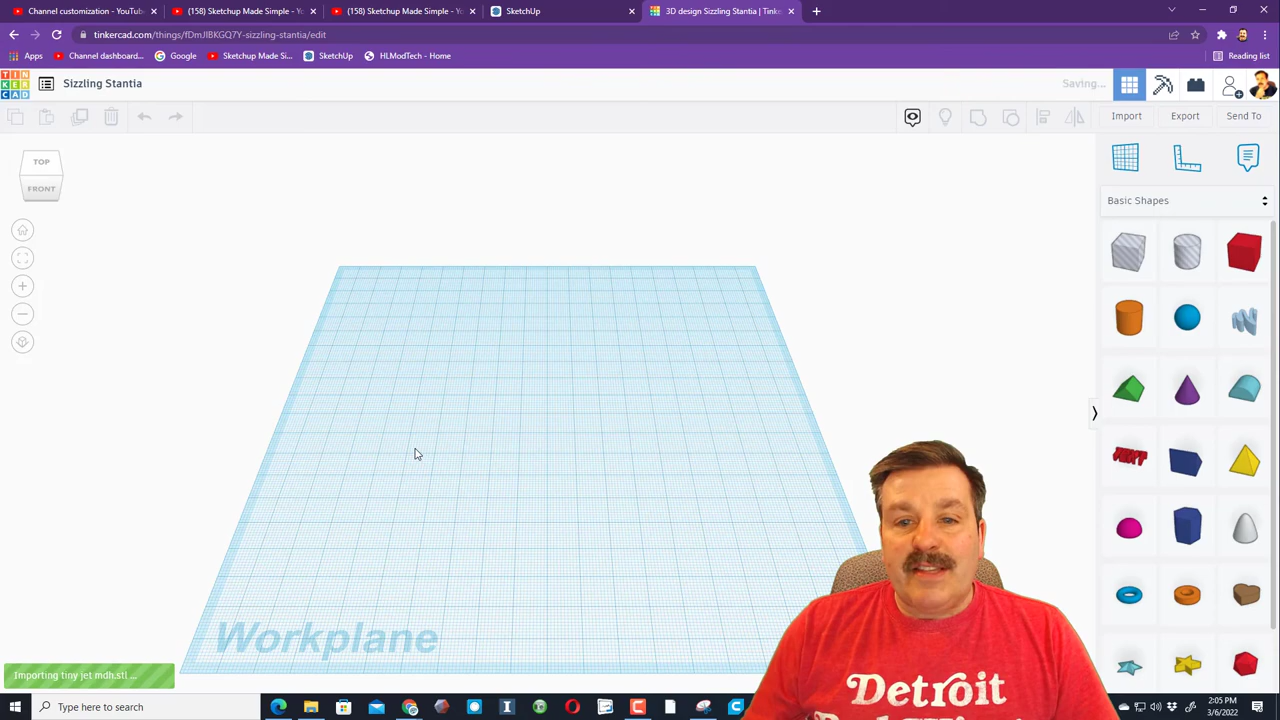 Channel customization - YouTu
(158) Sketchup Made Simple - Yo
(158) Sketchup Made Simple - Yo
SketchUp
3D design Sizzling Stantia | Tinke
tinkercad.com/things/fDmJIBKGQ7Y-sizzling-stantia/edit
Apps
Channel dashboard...
Google
Sketchup Made Si...
SketchUp
HLModTech - Home
Reading list
TIN
KER
CAD
Sizzling Stantia
Saving...
Import
Export
Send To
TOP
FRONT
Basic Shapes
TEXT
Workplane
Importing tiny jet mdh.stl ...
Detroit
Type here to search
2:05 PM
3/6/2022